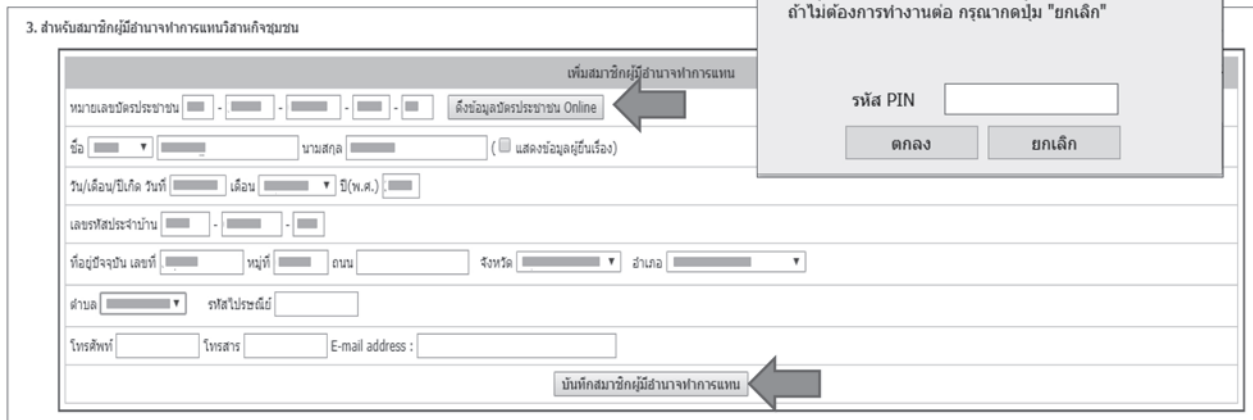 ถ้าไม่ต้องการทำงานต่อ กรุณากดปุ่ม "ยกเลิก"
รหัส PIN
ตกลง ยกเลิก
3. สำหรับสมาชิกผู้มีอำนาจทำการแทนวิสาหกิจชุมชน
เพิ่มสมาชิกผู้มีอำนาจทำการแทน
หมายเลขบัตรประชาชน - - - - ดึงข้อมูลบัตรประชาชน Online
ชื่อ นามสกุล ( แสดงข้อมูลผู้ยื่นเรื่อง)
วัน/เดือน/ปีเกิด วันที่ เดือน ปี(พ.ศ.)
เลขรหัสประจำบ้าน - -
ที่อยู่ปัจจุบัน เลขที่ หมู่ที่ ถนน จังหวัด อำเภอ
ตำบล รหัสไปรษณีย์
โทรศัพท์ โทรสาร E-mail address :
บันทึกสมาชิกผู้มีอำนาจทำการแทน